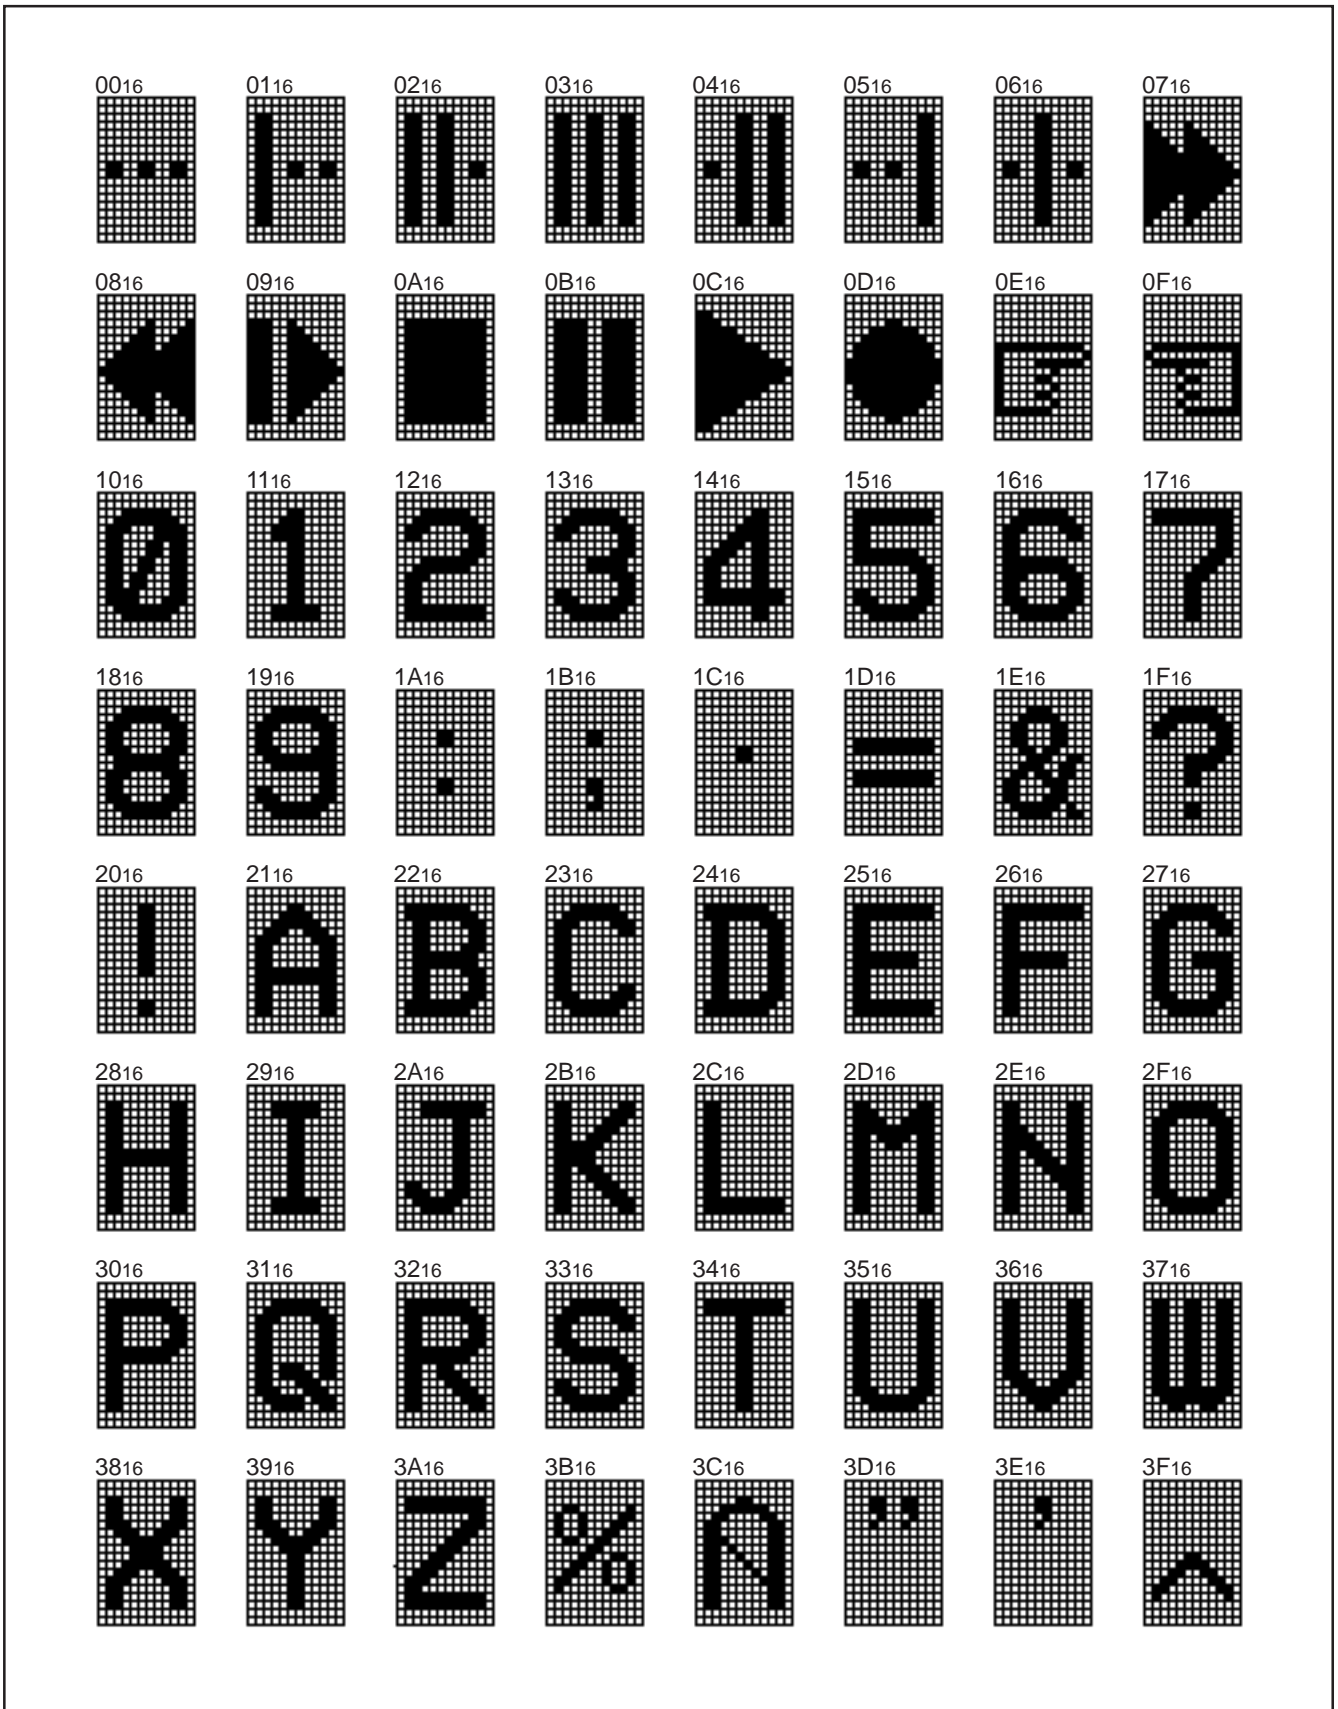 00₁₆ 01₁₆ 02₁₆ 03₁₆ 04₁₆ 05₁₆ 06₁₆ 07₁₆
08₁₆ 09₁₆ 0A₁₆ 0B₁₆ 0C₁₆ 0D₁₆ 0E₁₆ 0F₁₆
10₁₆ 11₁₆ 12₁₆ 13₁₆ 14₁₆ 15₁₆ 16₁₆ 17₁₆
0 1 2 3 4 5 6 7
18₁₆ 19₁₆ 1A₁₆ 1B₁₆ 1C₁₆ 1D₁₆ 1E₁₆ 1F₁₆
8 9 : ; · = & ?
20₁₆ 21₁₆ 22₁₆ 23₁₆ 24₁₆ 25₁₆ 26₁₆ 27₁₆
! A B C D E F G
28₁₆ 29₁₆ 2A₁₆ 2B₁₆ 2C₁₆ 2D₁₆ 2E₁₆ 2F₁₆
H I J K L M N O
30₁₆ 31₁₆ 32₁₆ 33₁₆ 34₁₆ 35₁₆ 36₁₆ 37₁₆
P Q R S T U V W
38₁₆ 39₁₆ 3A₁₆ 3B₁₆ 3C₁₆ 3D₁₆ 3E₁₆ 3F₁₆
X Y Z % ” ’ ^